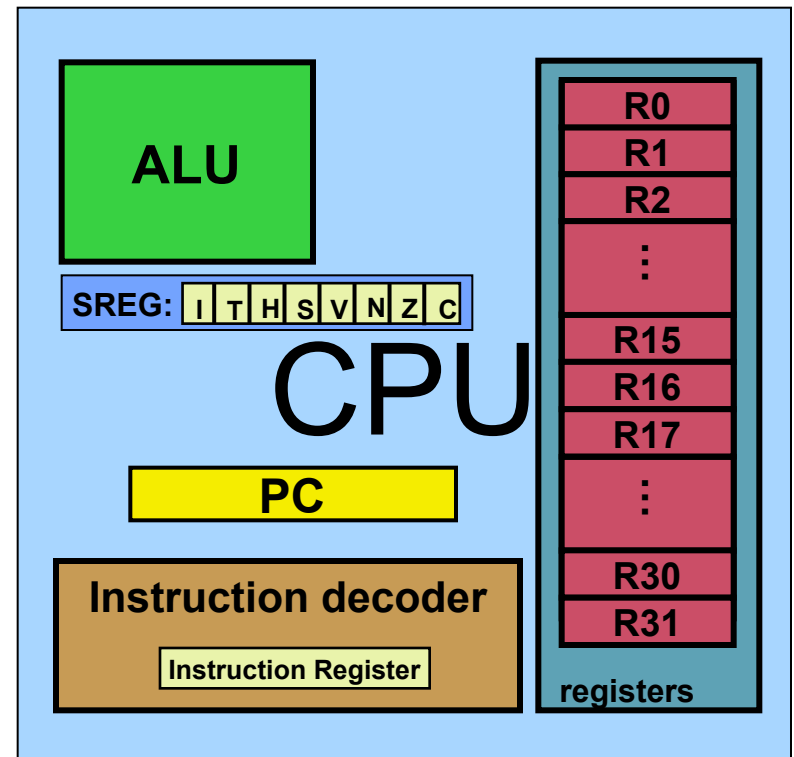 ALU
SREG: I T H S V N Z C
CPU
PC
Instruction decoder
Instruction Register
R0
R1
R2
⋮
R15
R16
R17
⋮
R30
R31
registers